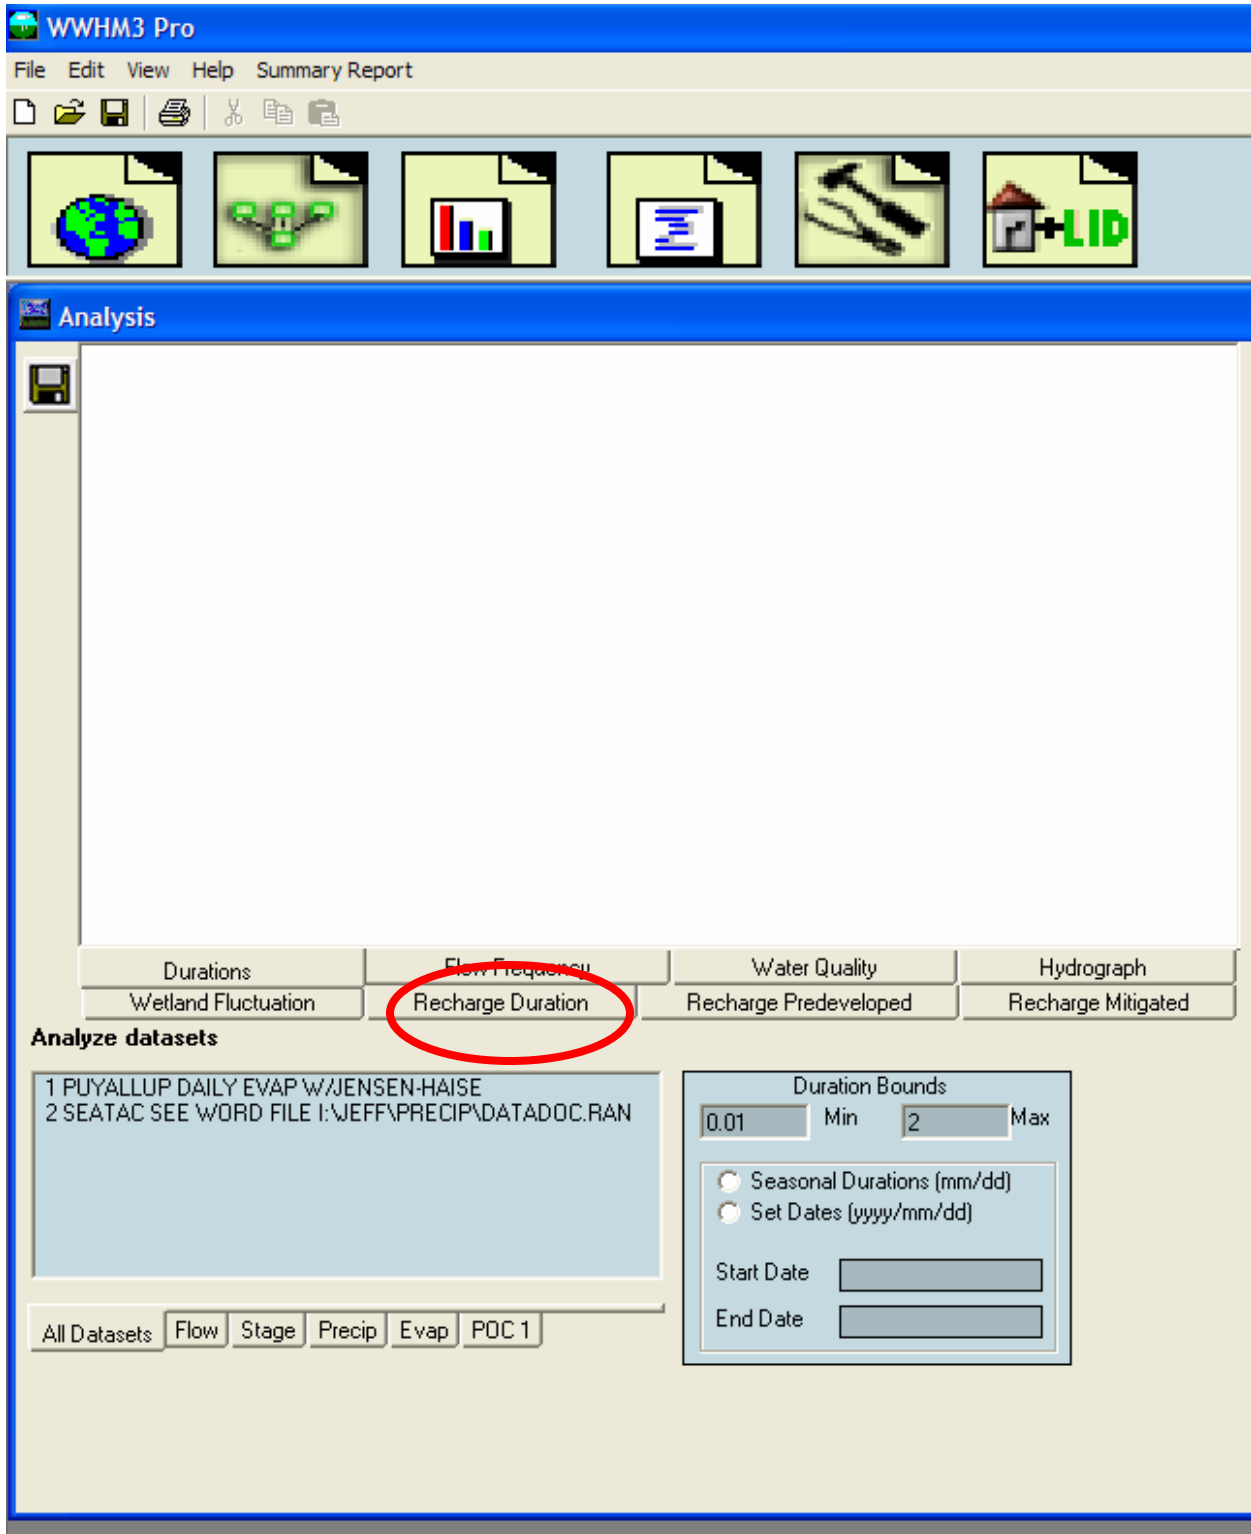 WWHM3 Pro
File Edit View Help Summary Report
+LID
Analysis
Durations Flow Frequency Water Quality Hydrograph
Wetland Fluctuation Recharge Duration Recharge Predeveloped Recharge Mitigated
Analyze datasets
1 PUYALLUP DAILY EVAP W/JENSEN-HAISE
2 SEATAC SEE WORD FILE I:\JEFF\PRECIP\DATADOC.RAN
Duration Bounds
0.01 Min 2 Max
Seasonal Durations (mm/dd)
Set Dates (yyyy/mm/dd)
Start Date
End Date
All Datasets Flow Stage Precip Evap POC 1